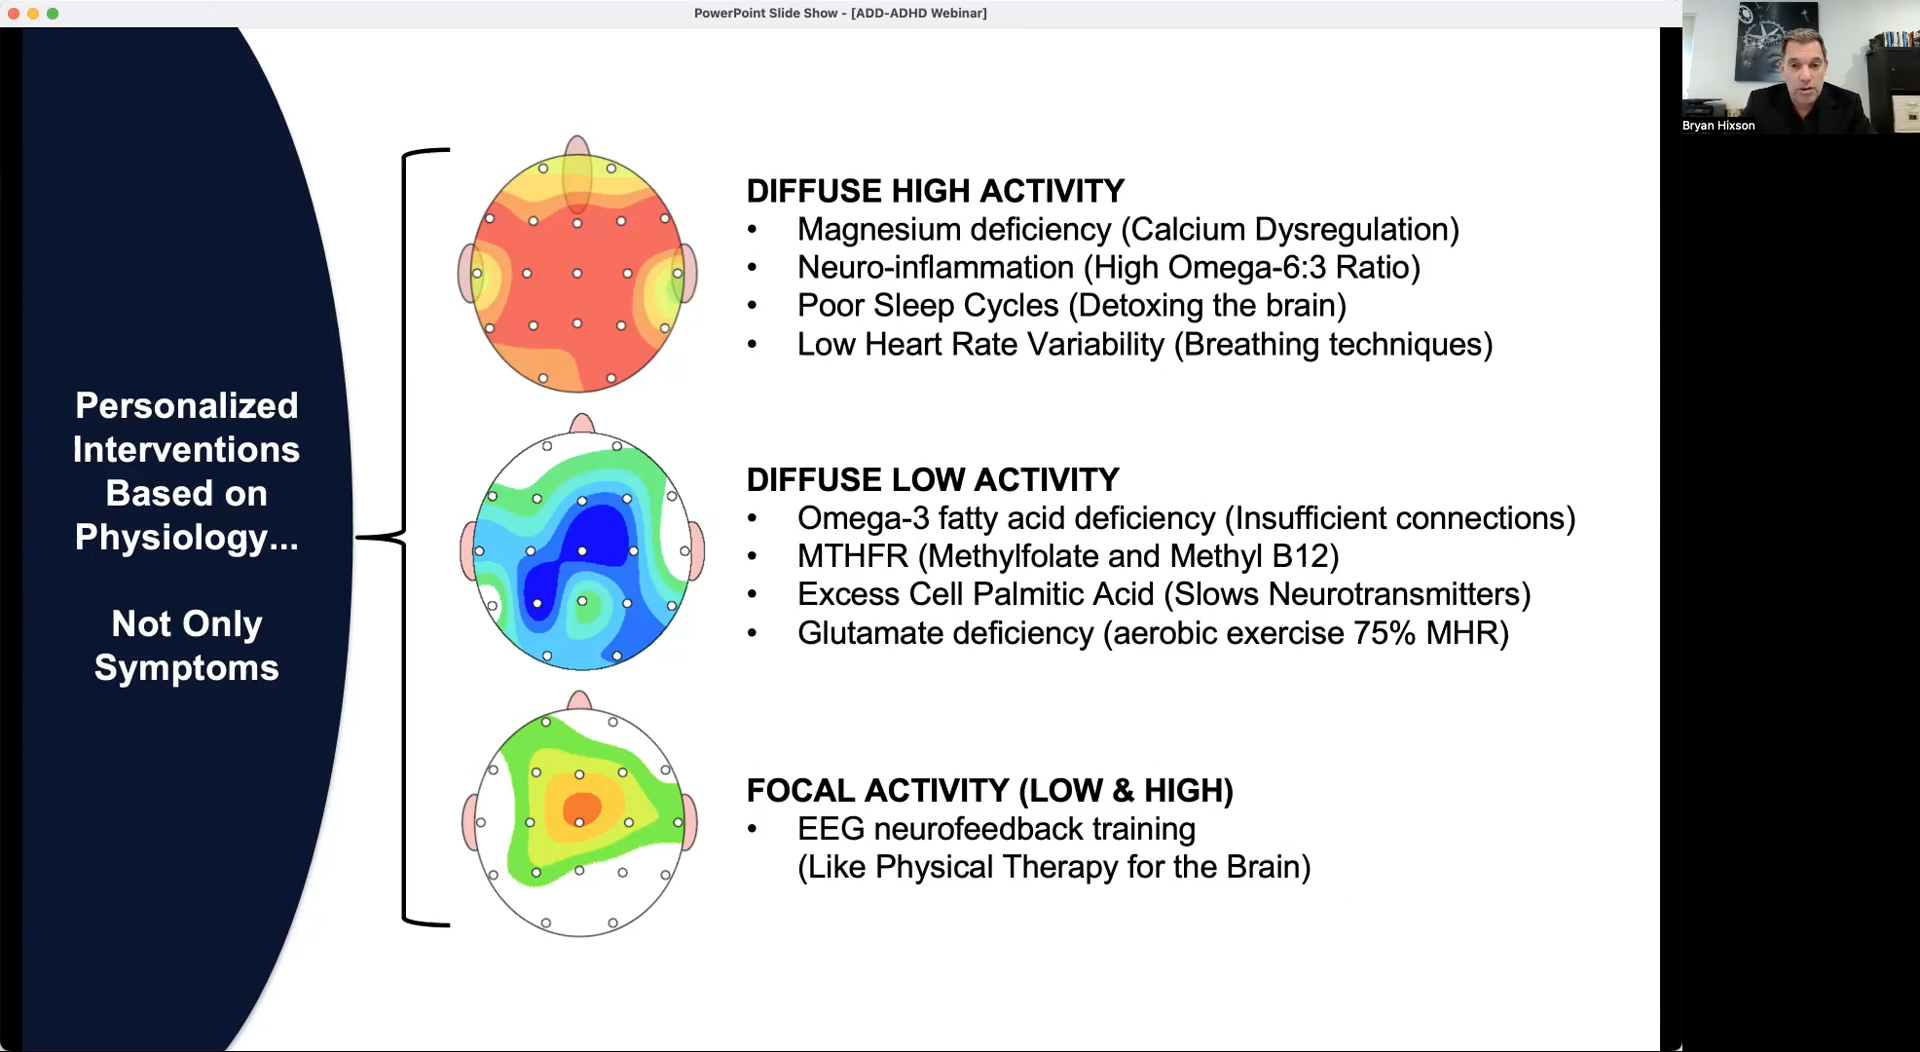 PowerPoint Slide Show - [ADD-ADHD Webinar]
Bryan Hixson
Personalized
Interventions
Based on
Physiology...
Not Only
Symptoms
DIFFUSE HIGH ACTIVITY
• Magnesium deficiency (Calcium Dysregulation)
• Neuro-inflammation (High Omega-6:3 Ratio)
• Poor Sleep Cycles (Detoxing the brain)
• Low Heart Rate Variability (Breathing techniques)
DIFFUSE LOW ACTIVITY
• Omega-3 fatty acid deficiency (Insufficient connections)
• MTHFR (Methylfolate and Methyl B12)
• Excess Cell Palmitic Acid (Slows Neurotransmitters)
• Glutamate deficiency (aerobic exercise 75% MHR)
FOCAL ACTIVITY (LOW & HIGH)
• EEG neurofeedback training
(Like Physical Therapy for the Brain)